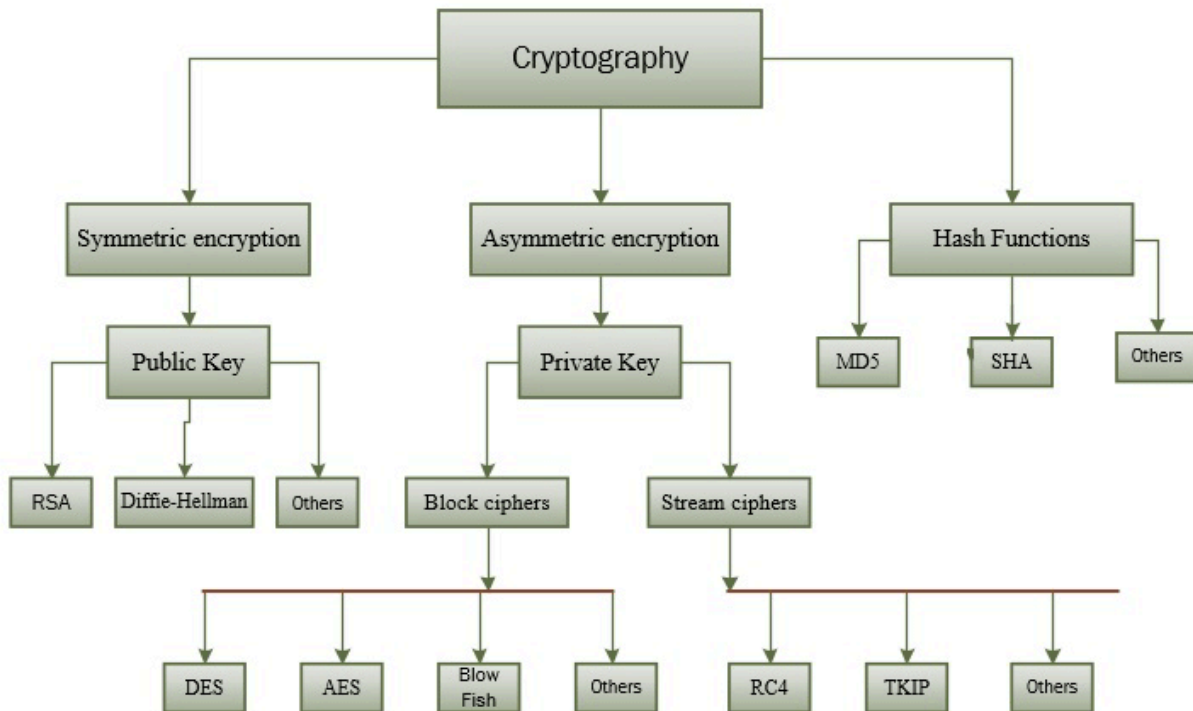 Cryptography
Symmetric encryption
Asymmetric encryption
Hash Functions
Public Key
Private Key
MD5
SHA
Others
RSA
Diffie-Hellman
Others
Block ciphers
Stream ciphers
DES
AES
Blow
Fish
Others
RC4
TKIP
Others